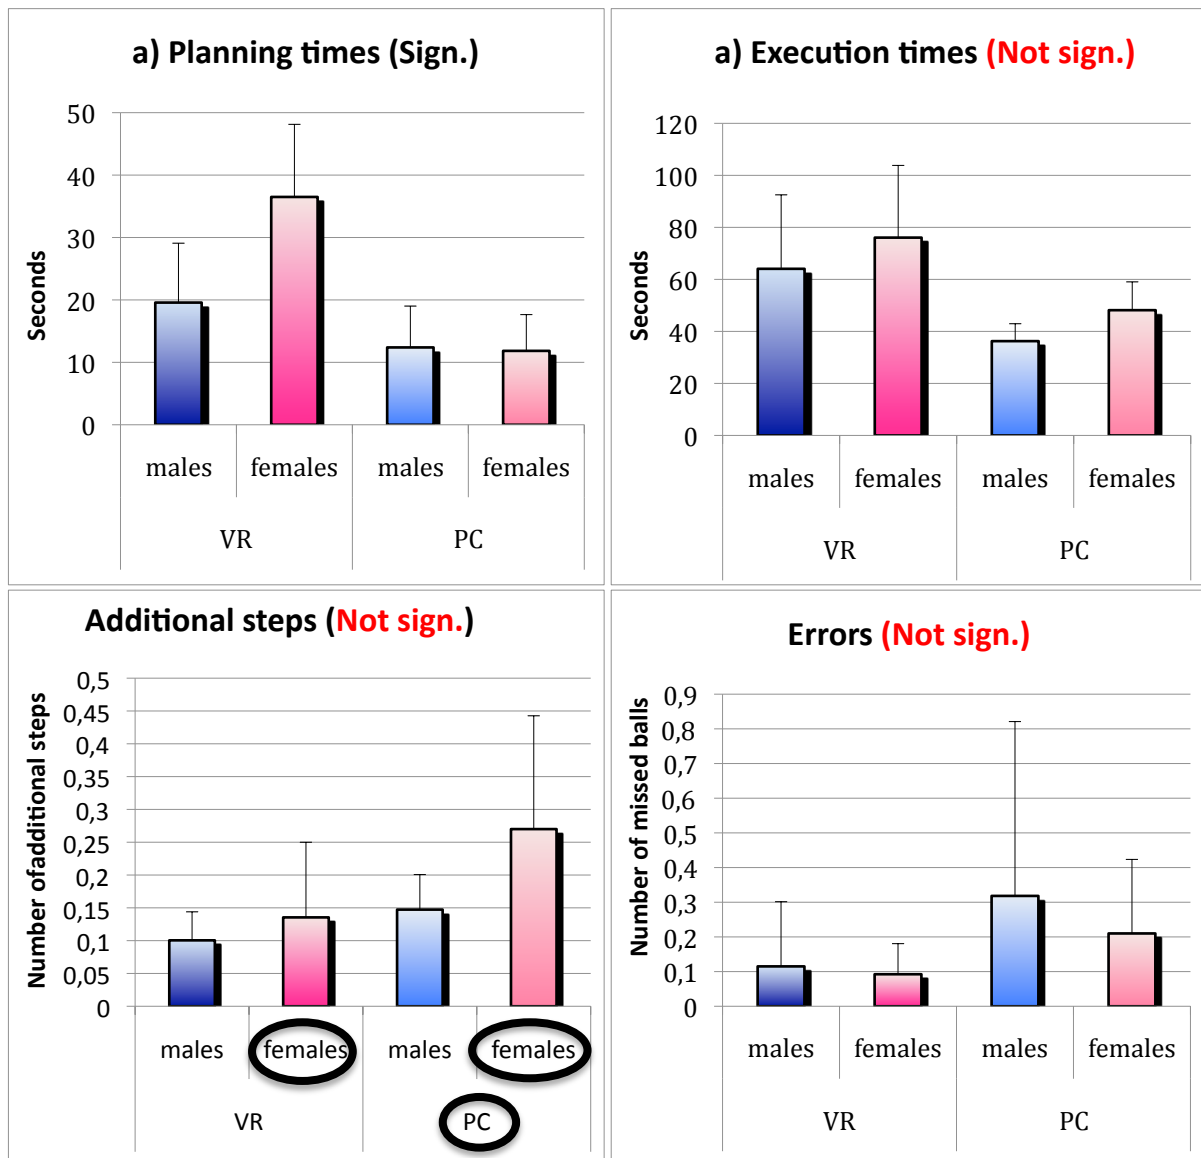 a) Planning times (Sign.)
Seconds
50
40
30
20
10
0
males females males females
VR PC
a) Execution times (Not sign.)
Seconds
120
100
80
60
40
20
0
males females males females
VR PC
Additional steps (Not sign.)
Number ofadditional steps
0,5
0,45
0,4
0,35
0,3
0,25
0,2
0,15
0,1
0,05
0
males females males females
VR PC
Errors (Not sign.)
Number of missed balls
0,9
0,8
0,7
0,6
0,5
0,4
0,3
0,2
0,1
0
males females males females
VR PC